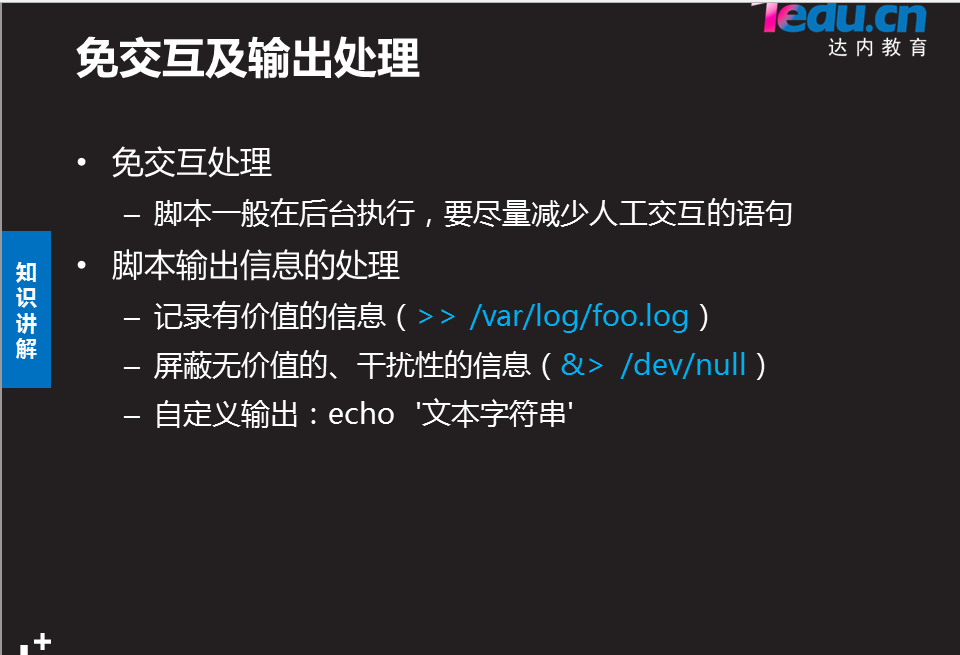 1edu.cn
达内教育
免交互及输出处理
• 免交互处理
– 脚本一般在后台执行，要尽量减少人工交互的语句
• 脚本输出信息的处理
– 记录有价值的信息（>> /var/log/foo.log）
– 屏蔽无价值的、干扰性的信息（&> /dev/null）
– 自定义输出：echo '文本字符串'
知识讲解